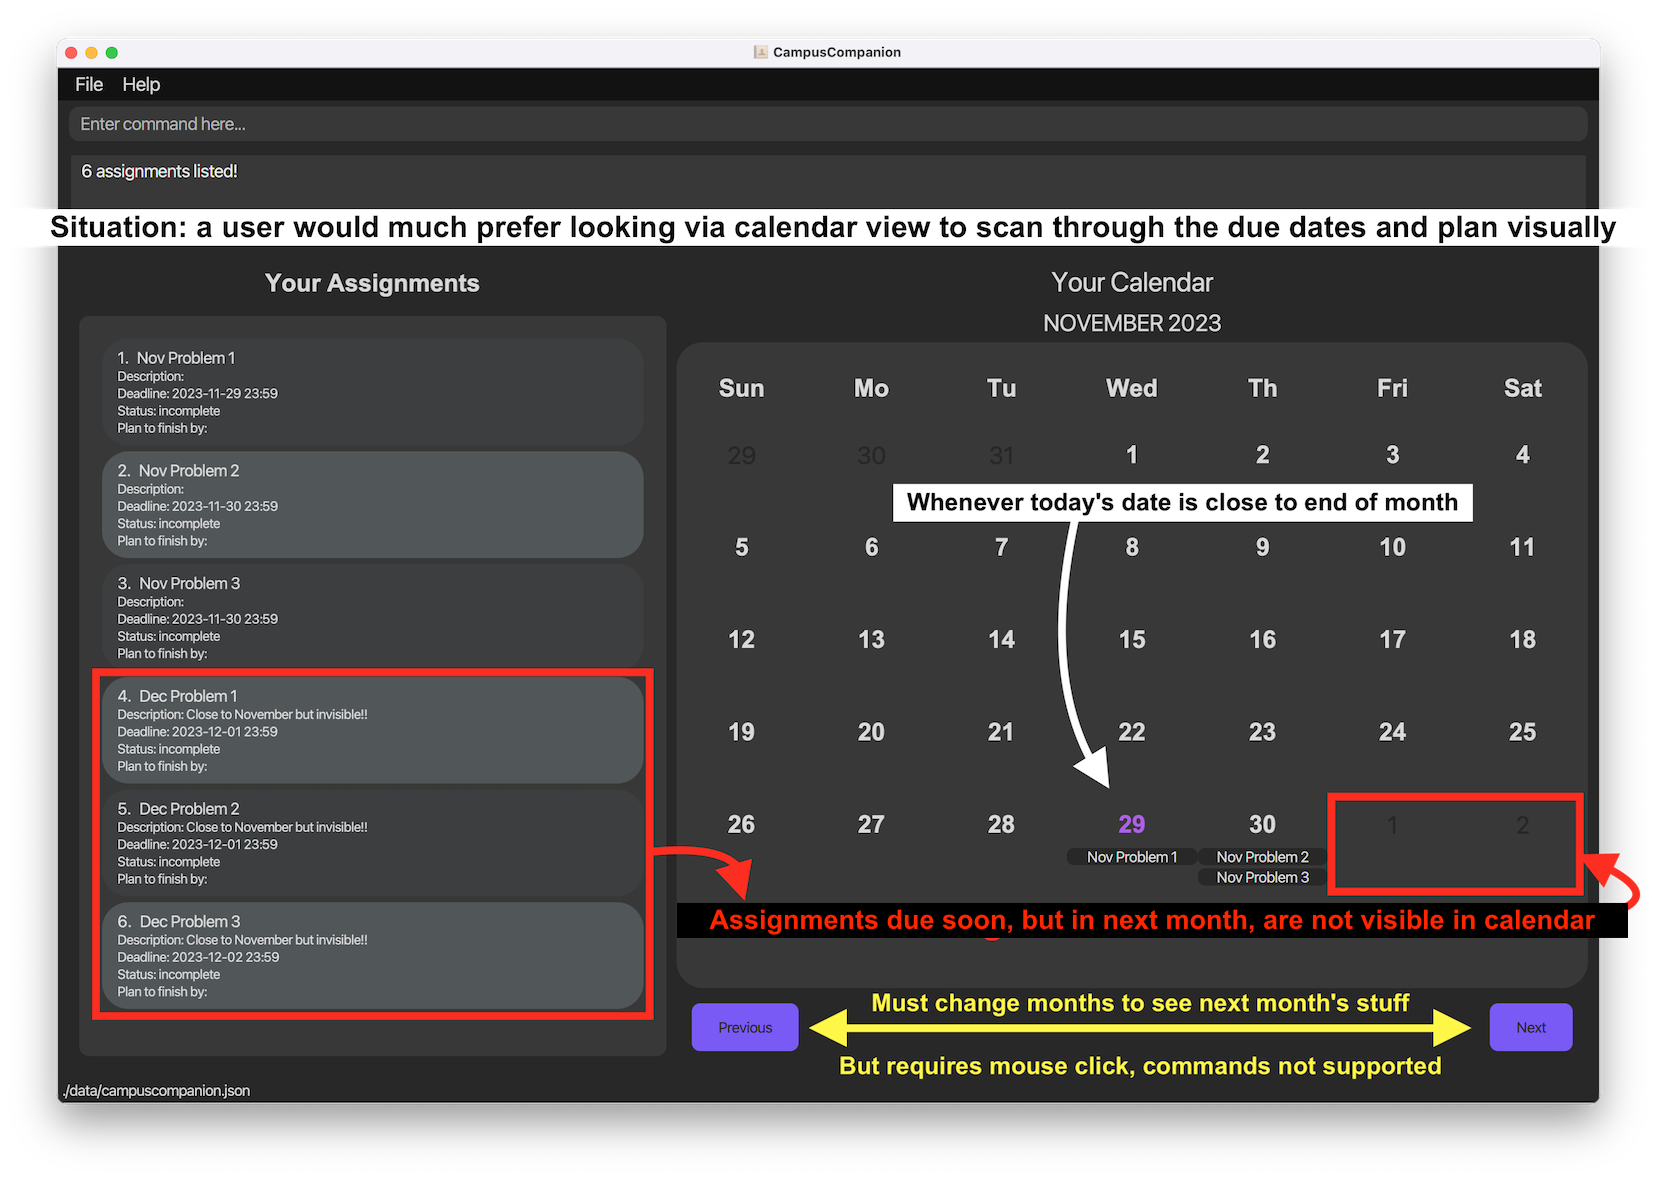 CampusCompanion
File Help
Enter command here...
6 assignments listed!
Situation: a user would much prefer looking via calendar view to scan through the due dates and plan visually
Your Assignments
1. Nov Problem 1
Description:
Deadline: 2023-11-29 23:59
Status: incomplete
Plan to finish by:
2. Nov Problem 2
Description:
Deadline: 2023-11-30 23:59
Status: incomplete
Plan to finish by:
3. Nov Problem 3
Description:
Deadline: 2023-11-30 23:59
Status: incomplete
Plan to finish by:
4. Dec Problem 1
Description: Close to November but invisible!!
Deadline: 2023-12-01 23:59
Status: incomplete
Plan to finish by:
5. Dec Problem 2
Description: Close to November but invisible!!
Deadline: 2023-12-01 23:59
Status: incomplete
Plan to finish by:
6. Dec Problem 3
Description: Close to November but invisible!!
Deadline: 2023-12-02 23:59
Status: incomplete
Plan to finish by:
Your Calendar
NOVEMBER 2023
Sun Mo Tu Wed Th Fri Sat
29 30 31 1 2 3 4
Whenever today's date is close to end of month
5 6 7 8 9 10 11
12 13 14 15 16 17 18
19 20 21 22 23 24 25
26 27 28 29 30 1 2
Nov Problem 1 Nov Problem 2
Nov Problem 3
Assignments due soon, but in next month, are not visible in calendar
Must change months to see next month's stuff
Previous Next
But requires mouse click, commands not supported
./data/campuscompanion.json